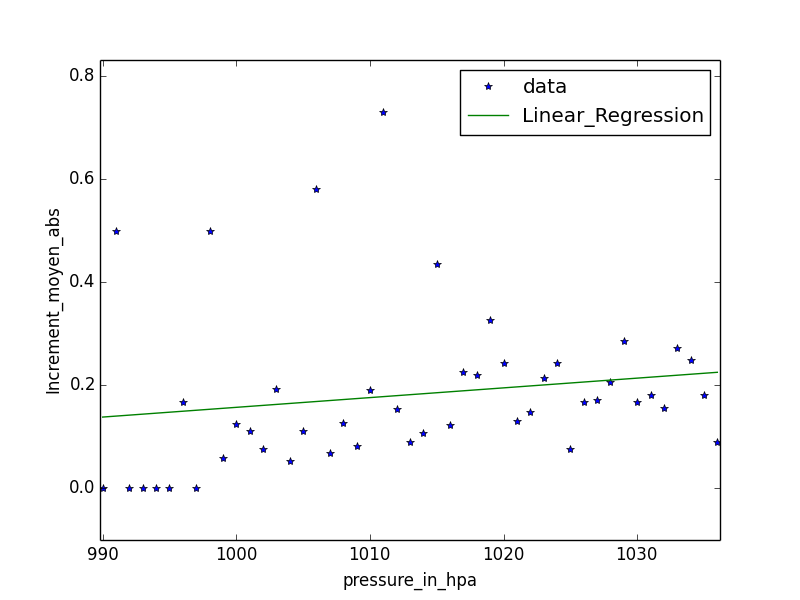 0.8
0.6
0.4
0.2
0.0
Increment_moyen_abs
data
Linear_Regression
990
1000
1010
1020
1030
pressure_in_hpa